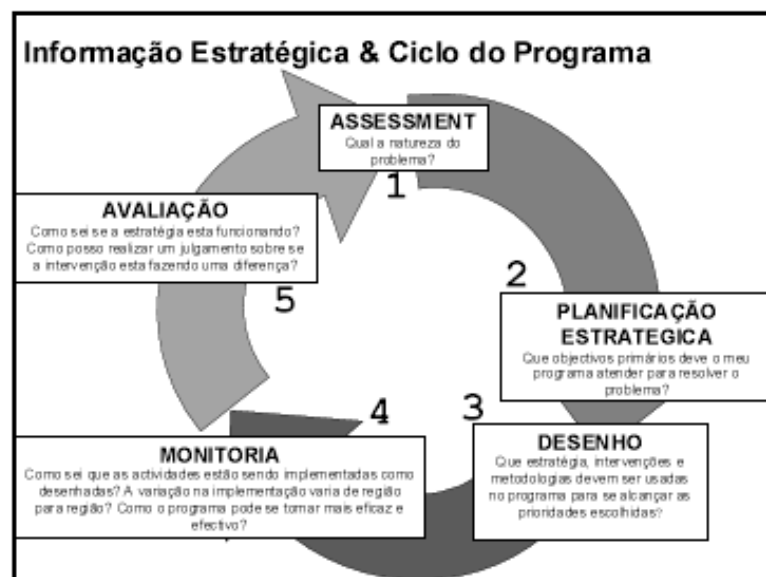 Informação Estratégica & Ciclo do Programa
ASSESSMENT
Qual a natureza do
problema?
1
2
PLANIFICAÇÃO
ESTRATEGICA
Que objectivos primários deve o meu
programa atender para resolver o
problema?
3
DESENHO
Que estratégia, intervenções e
metodologias devem ser usadas
no programa para se alcançar as
prioridades escolhidas?
4
MONITORIA
Como sei que as actividades estão sendo implementadas como
desenhadas? A variação na implementação varia de região
para região? Como o programa pode se tornar mais eficaz e
efectivo?
5
AVALIAÇÃO
Como sei se a estratégia esta funcionando?
Como posso realizar um julgamento sobre se
a intervenção esta fazendo uma diferença?